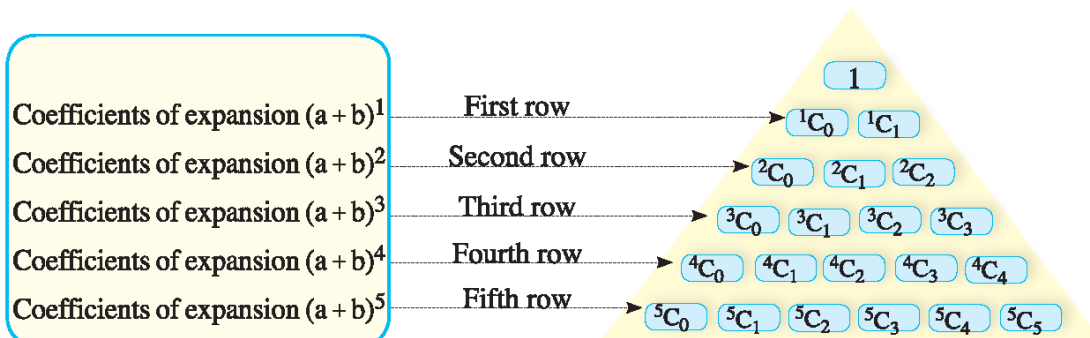 1
Coefficients of expansion (a + b)¹ First row ¹C₀ ¹C₁
Coefficients of expansion (a + b)² Second row ²C₀ ²C₁ ²C₂
Coefficients of expansion (a + b)³ Third row ³C₀ ³C₁ ³C₂ ³C₃
Coefficients of expansion (a + b)⁴ Fourth row ⁴C₀ ⁴C₁ ⁴C₂ ⁴C₃ ⁴C₄
Coefficients of expansion (a + b)⁵ Fifth row ⁵C₀ ⁵C₁ ⁵C₂ ⁵C₃ ⁵C₄ ⁵C₅